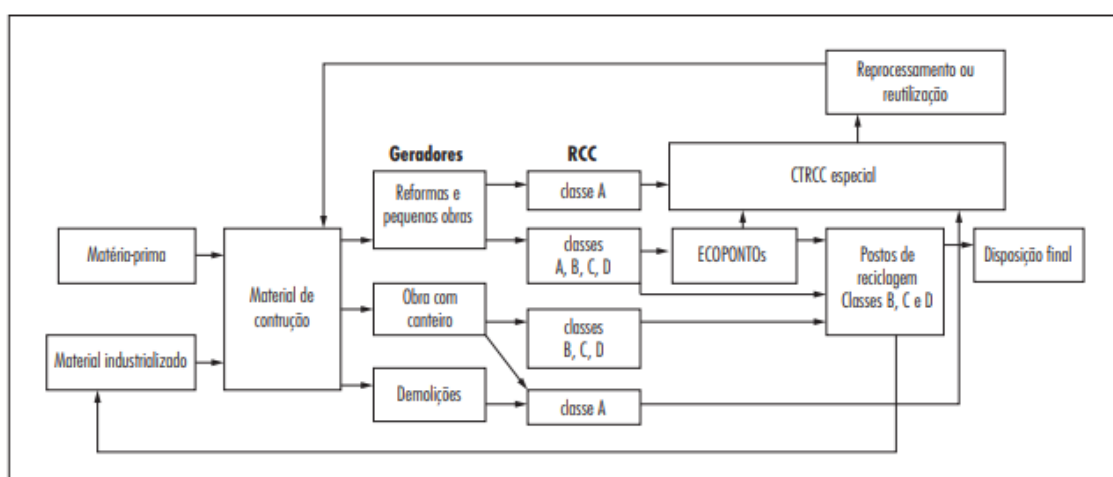 Reprocessamento ou
reutilização
Geradores
RCC
Reformas e
pequenas obras
classe A
CTRCC especial
Matéria-prima
Material de
contrução
classes
A, B, C, D
ECOPONTOs
Postos de
reciclagem
Classes B, C e D
Disposição final
Obra com
canteiro
classes
B, C, D
Material industrializado
Demolições
classe A